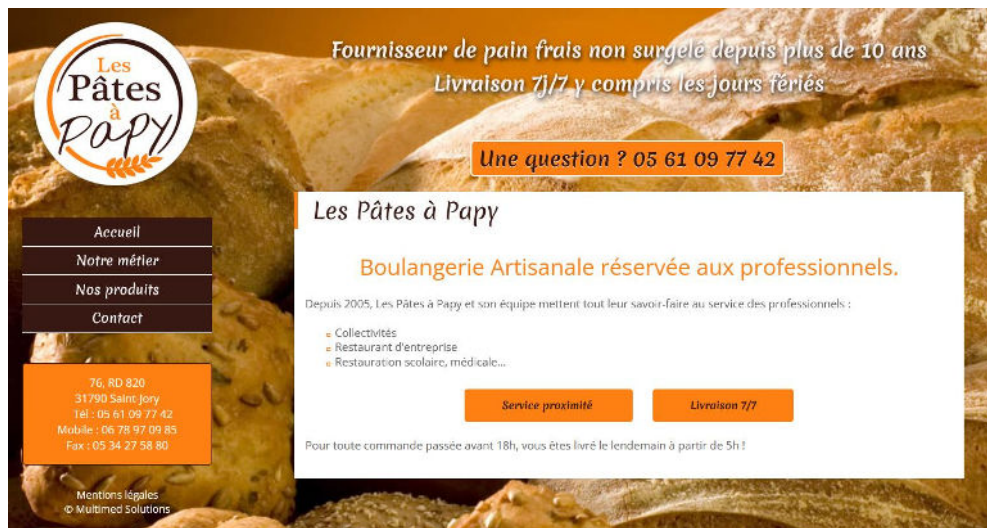 Les
Pâtes
à
Papy
Fournisseur de pain frais non surgelé depuis plus de 10 ans
Livraison 7j/7 y compris les jours fériés
Une question ? 05 61 09 77 42
Accueil
Notre métier
Nos produits
Contact
76, RD 820
31790 Saint-Jory
Tél : 05 61 09 77 42
Mobile : 06 78 97 09 85
Fax : 05 34 27 58 80
Mentions légales
© Multimed Solutions
Les Pâtes à Papy
Boulangerie Artisanale réservée aux professionnels.
Depuis 2005, Les Pâtes à Papy et son équipe mettent tout leur savoir-faire au service des professionnels :
Collectivités
Restaurant d'entreprise
Restauration scolaire, médicale...
Service proximité
Livraison 7/7
Pour toute commande passée avant 18h, vous êtes livré le lendemain à partir de 5h !